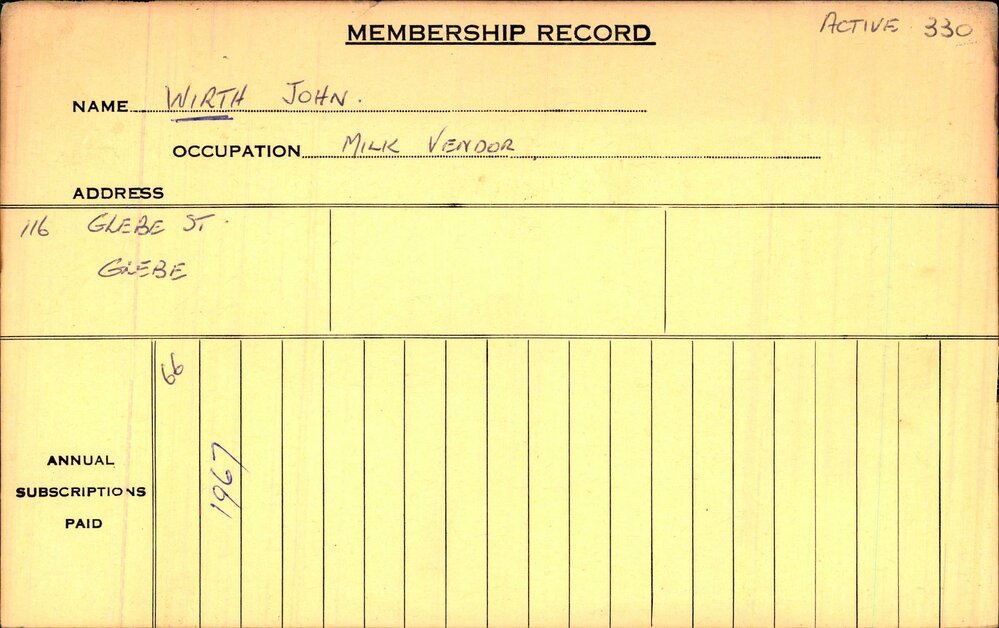 MEMBERSHIP RECORD
ACTIVE 330
NAME WIRTH JOHN.
OCCUPATION MILK VENDOR
ADDRESS
116 GLEBE ST.
GLEBE
66
1967
ANNUAL
SUBSCRIPTIONS
PAID